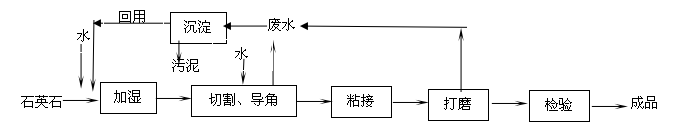 回用
沉淀
废水
水
水
污泥
石英石
加湿
切割、导角
粘接
打磨
检验
成品